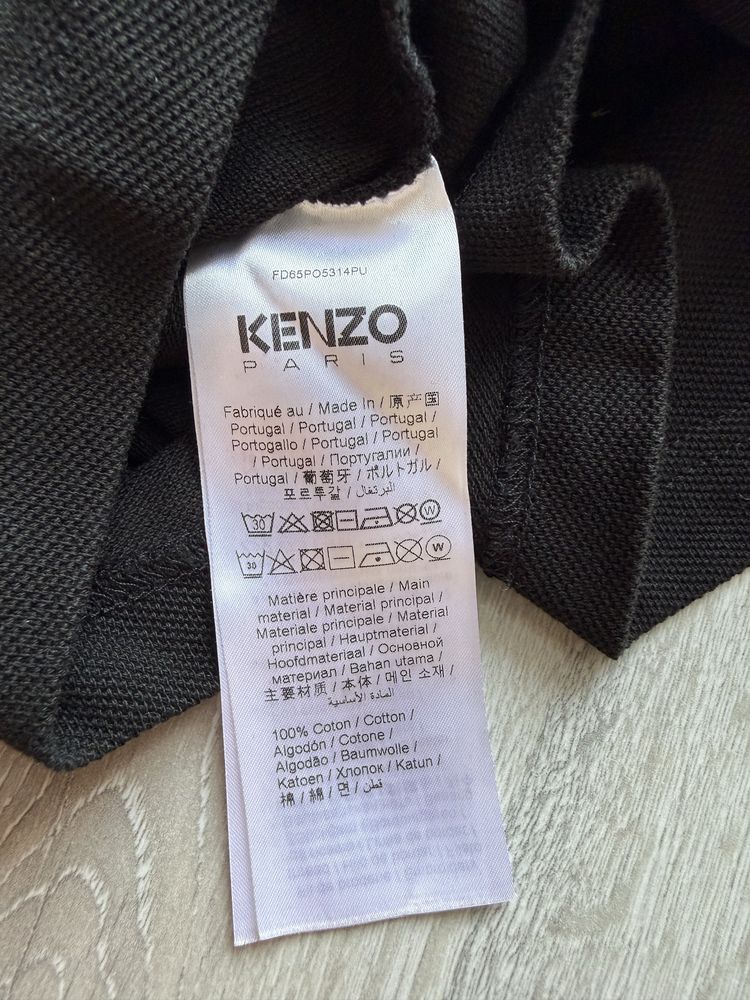 FD65PO5314PU
KENZO
PARIS
Fabriqué au / Made In / 原产国
Portugal / Portugal / Portugal /
Portogallo / Portugal / Portugal
/ Portugal / Португалии /
Portugal / 葡萄牙 / ポルトガル /
포르투갈 / البرتغال
30 W
30 W
Matière principale / Main
material / Material principal /
Materiale principale / Material
principal / Hauptmaterial /
Hoofdmateriaal / Основной
материал / Bahan utama /
主要材质 / 本体 / 메인 소재 /
المادة الأساسية
100% Coton / Cotton /
Algodón / Cotone /
Algodão / Baumwolle /
Katoen / Хлопок / Katun /
棉 / 綿 / 면 / قطن